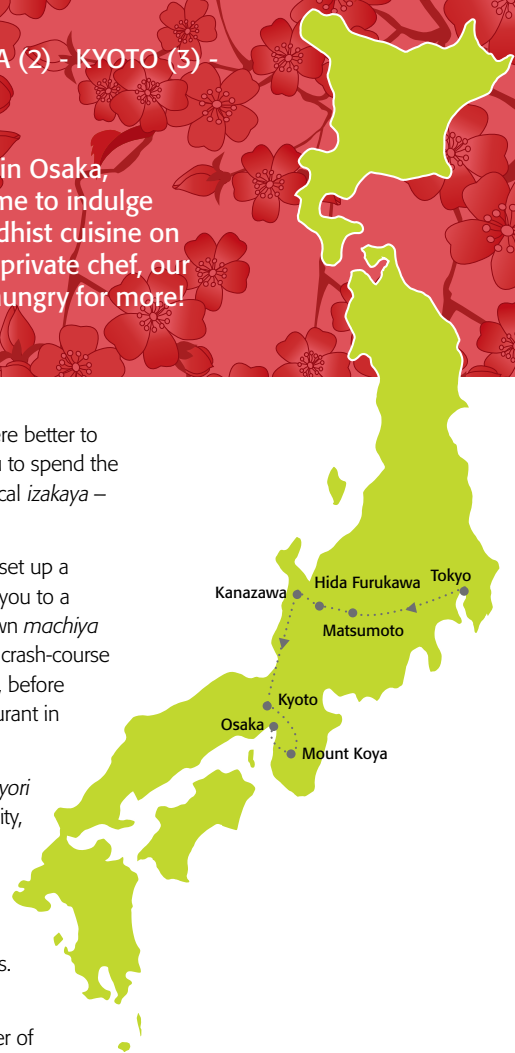 A (2) - KYOTO (3) -
in Osaka,
me to indulge
dhist cuisine on
private chef, our
hungry for more!
re better to
u to spend the
cal izakaya –
set up a
you to a
wn machiya
crash-course
, before
urant in
yori
ity,
s.
er of
Kanazawa
Hida Furukawa
Tokyo
Matsumoto
Kyoto
Osaka
Mount Koya